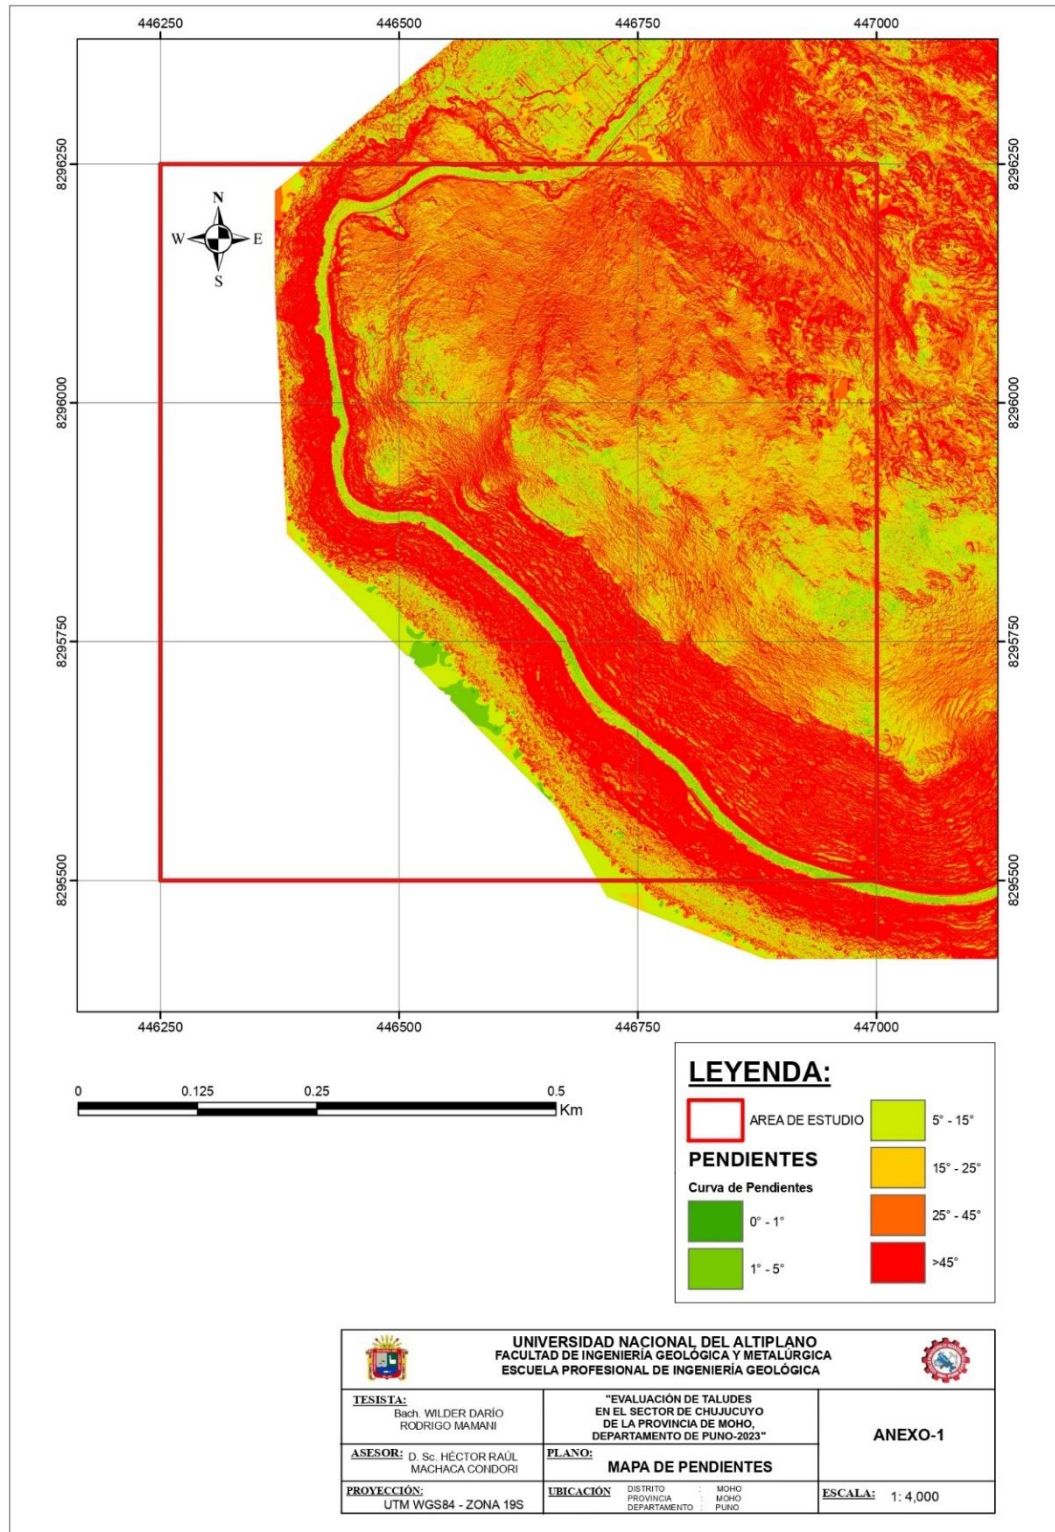 446250 446500 446750 447000
8296250 8296250
N
W E
S
8296000 8296000
8295750 8295750
8295500 8295500
446250 446500 446750 447000
0 0.125 0.25 0.5
Km
LEYENDA:
AREA DE ESTUDIO
PENDIENTES
Curva de Pendientes
0° - 1°
1° - 5°
5° - 15°
15° - 25°
25° - 45°
>45°
UNIVERSIDAD NACIONAL DEL ALTIPLANO
FACULTAD DE INGENIERÍA GEOLÓGICA Y METALÚRGICA
ESCUELA PROFESIONAL DE INGENIERÍA GEOLÓGICA
TESISTA:
Bach. WILDER DARÍO
RODRIGO MAMANI
"EVALUACIÓN DE TALUDES
EN EL SECTOR DE CHUJUCUYO
DE LA PROVINCIA DE MOHO,
DEPARTAMENTO DE PUNO-2023"
ANEXO-1
ASESOR: D. Sc. HÉCTOR RAÚL
MACHACA CONDORI
PLANO:
MAPA DE PENDIENTES
PROYECCIÓN:
UTM WGS84 - ZONA 19S
UBICACIÓN
DISTRITO : MOHO
PROVINCIA : MOHO
DEPARTAMENTO : PUNO
ESCALA: 1: 4,000